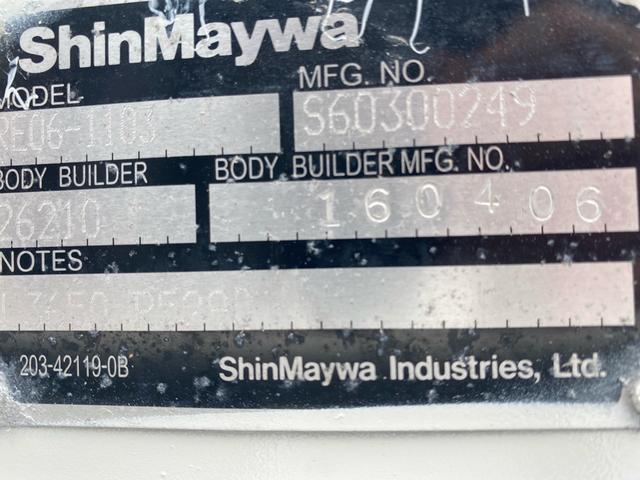 ShinMaywa
MODEL MFG. NO.
RE06-1103 S60300249
BODY BUILDER BODY BUILDER MFG. NO.
26210 160406
NOTES
203-42119-0B ShinMaywa Industries, Ltd.